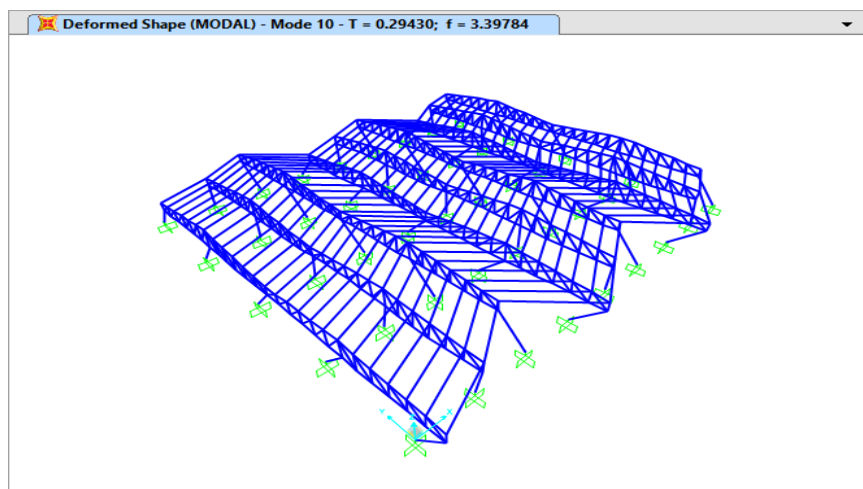 Deformed Shape (MODAL) - Mode 10 - T = 0.29430; f = 3.39784
Y
X